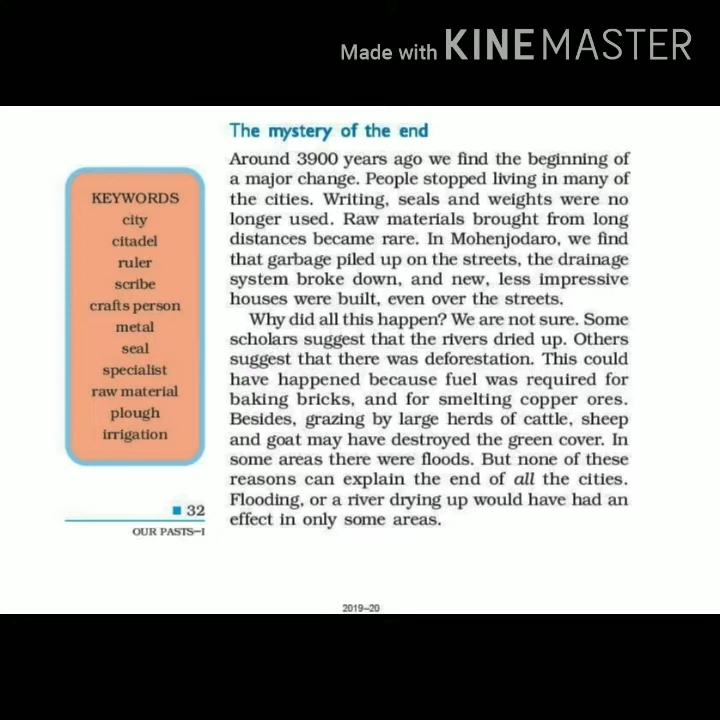 Made with KINEMASTER
The mystery of the end
Around 3900 years ago we find the beginning of
a major change. People stopped living in many of
the cities. Writing, seals and weights were no
longer used. Raw materials brought from long
distances became rare. In Mohenjodaro, we find
that garbage piled up on the streets, the drainage
system broke down, and new, less impressive
houses were built, even over the streets.
Why did all this happen? We are not sure. Some
scholars suggest that the rivers dried up. Others
suggest that there was deforestation. This could
have happened because fuel was required for
baking bricks, and for smelting copper ores.
Besides, grazing by large herds of cattle, sheep
and goat may have destroyed the green cover. In
some areas there were floods. But none of these
reasons can explain the end of all the cities.
Flooding, or a river drying up would have had an
effect in only some areas.
KEYWORDS
city
citadel
ruler
scribe
crafts person
metal
seal
specialist
raw material
plough
irrigation
32
OUR PASTS–I
2019–20